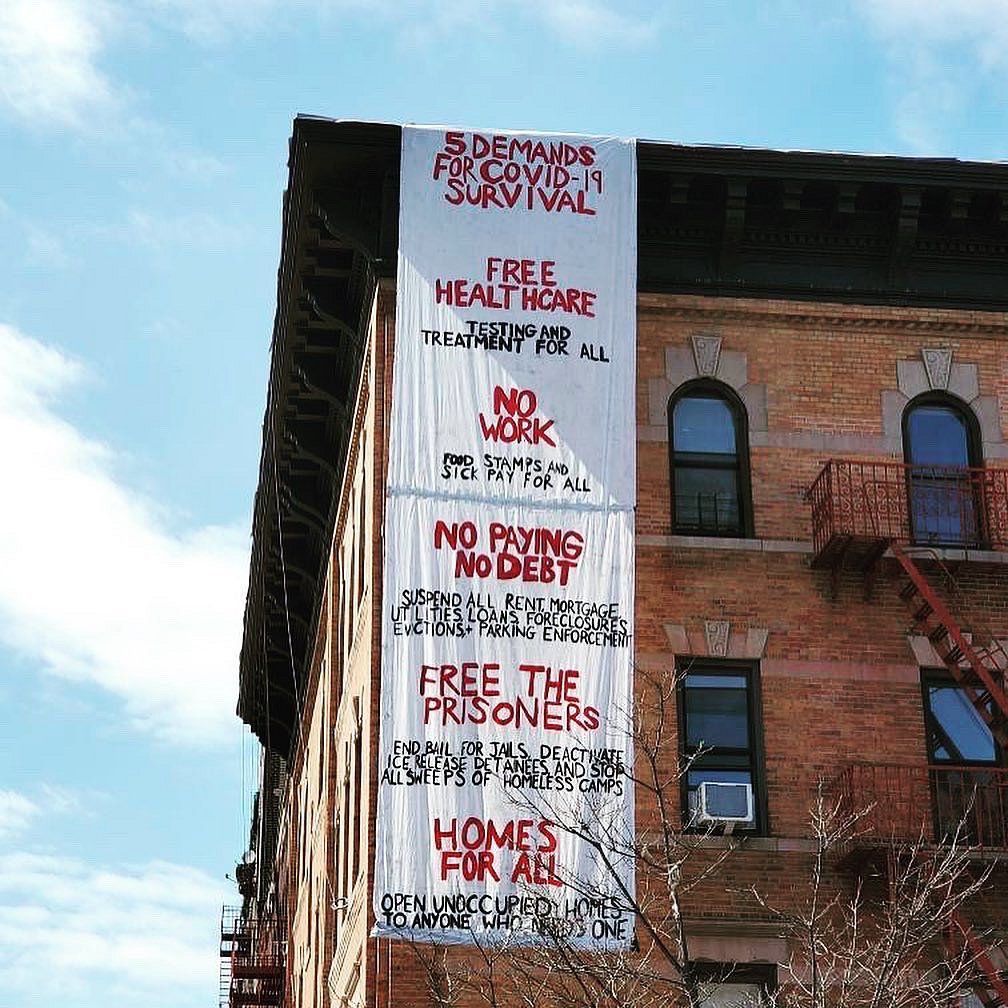 5 DEMANDS
FOR COVID-19
SURVIVAL
FREE
HEALTHCARE
TESTING AND
TREATMENT FOR ALL
NO
WORK
FOOD STAMPS AND
SICK PAY FOR ALL
NO PAYING
NO DEBT
SUSPEND ALL RENT, MORTGAGE,
UTILITIES LOANS FORECLOSURES
EVICTIONS,+ PARKING ENFORCEMENT
FREE THE
PRISONERS
END BAIL FOR JAILS, DEACTIVATE
ICE, RELEASE DETAINEES, AND STOP
ALL SWEEPS OF HOMELESS CAMPS
HOMES
FOR ALL
OPEN UNOCCUPIED HOMES
TO ANYONE WHO NEEDS ONE